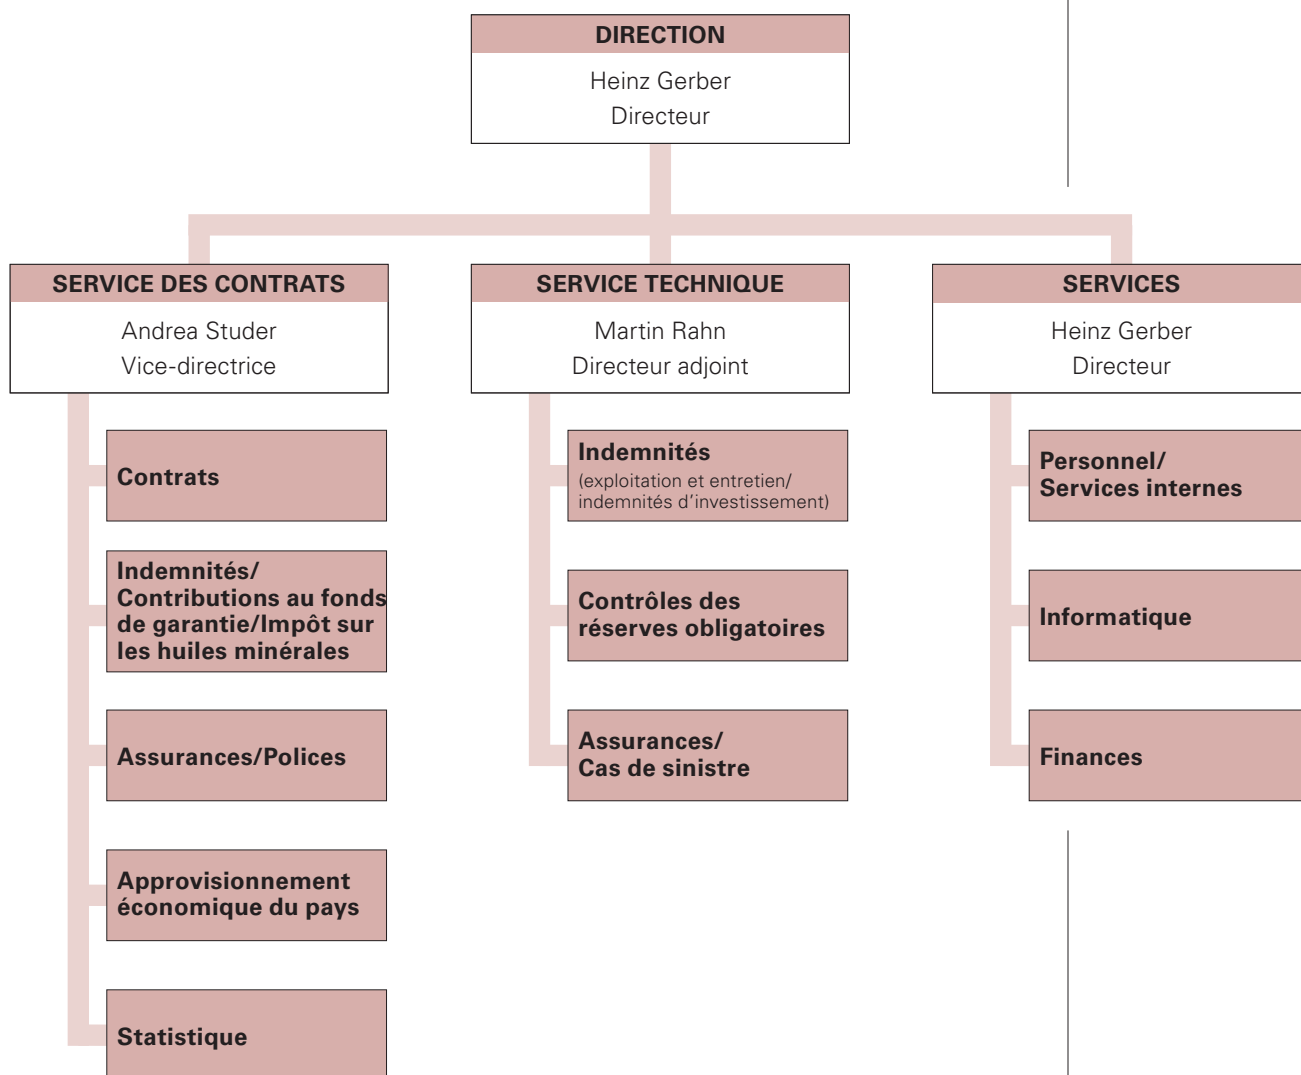 DIRECTION
Heinz Gerber
Directeur
SERVICE DES CONTRATS
Andrea Studer
Vice-directrice
Contrats
Indemnités/
Contributions au fonds
de garantie/Impôt sur
les huiles minérales
Assurances/Polices
Approvisionnement
économique du pays
Statistique
SERVICE TECHNIQUE
Martin Rahn
Directeur adjoint
Indemnités
(exploitation et entretien/
indemnités d’investissement)
Contrôles des
réserves obligatoires
Assurances/
Cas de sinistre
SERVICES
Heinz Gerber
Directeur
Personnel/
Services internes
Informatique
Finances